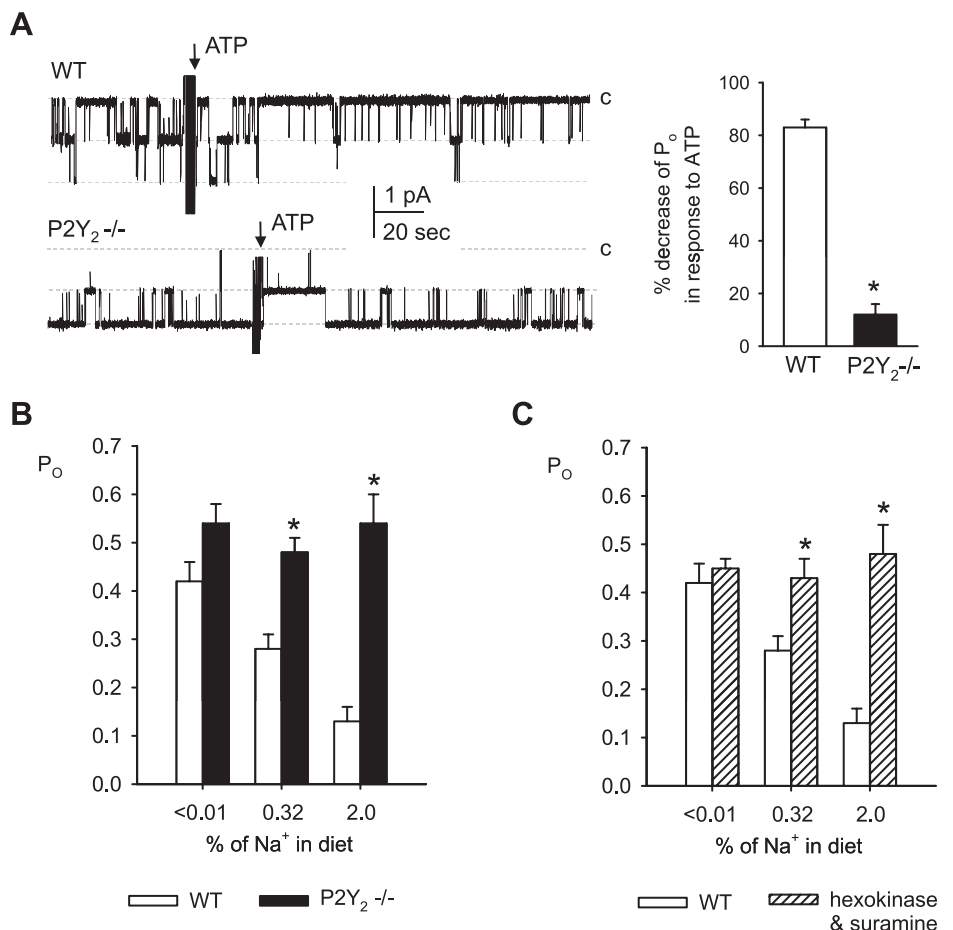 A
WT
ATP
c
1 pA
20 sec
P2Y₂ -/-
ATP
c
% decrease of Pₒ
in response to ATP
100
80
60
40
20
0
*
WT
P2Y₂-/-
B
P_O
0.7
0.6
0.5
0.4
0.3
0.2
0.1
0.0
*
*
<0.01
0.32
2.0
% of Na⁺ in diet
WT
P2Y₂ -/-
C
P_O
0.7
0.6
0.5
0.4
0.3
0.2
0.1
0.0
*
*
<0.01
0.32
2.0
% of Na⁺ in diet
WT
hexokinase
& suramine